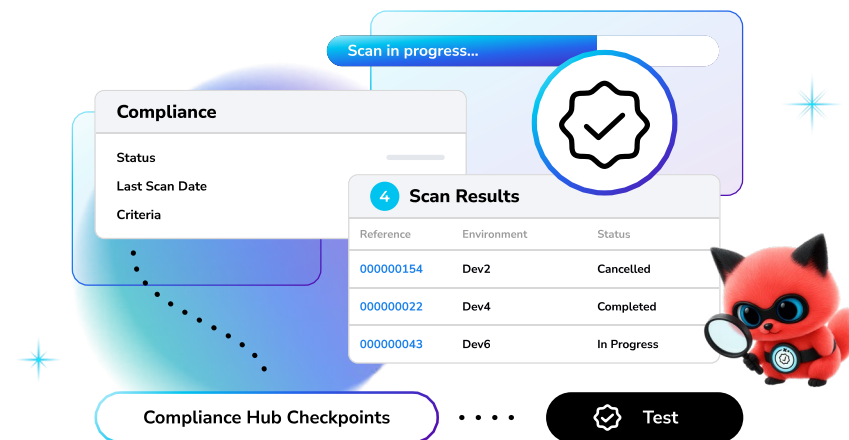 Scan in progress...
Compliance
Status
Last Scan Date
Criteria
4 Scan Results
Reference Environment Status
000000154 Dev2 Cancelled
000000022 Dev4 Completed
000000043 Dev6 In Progress
Compliance Hub Checkpoints
Test